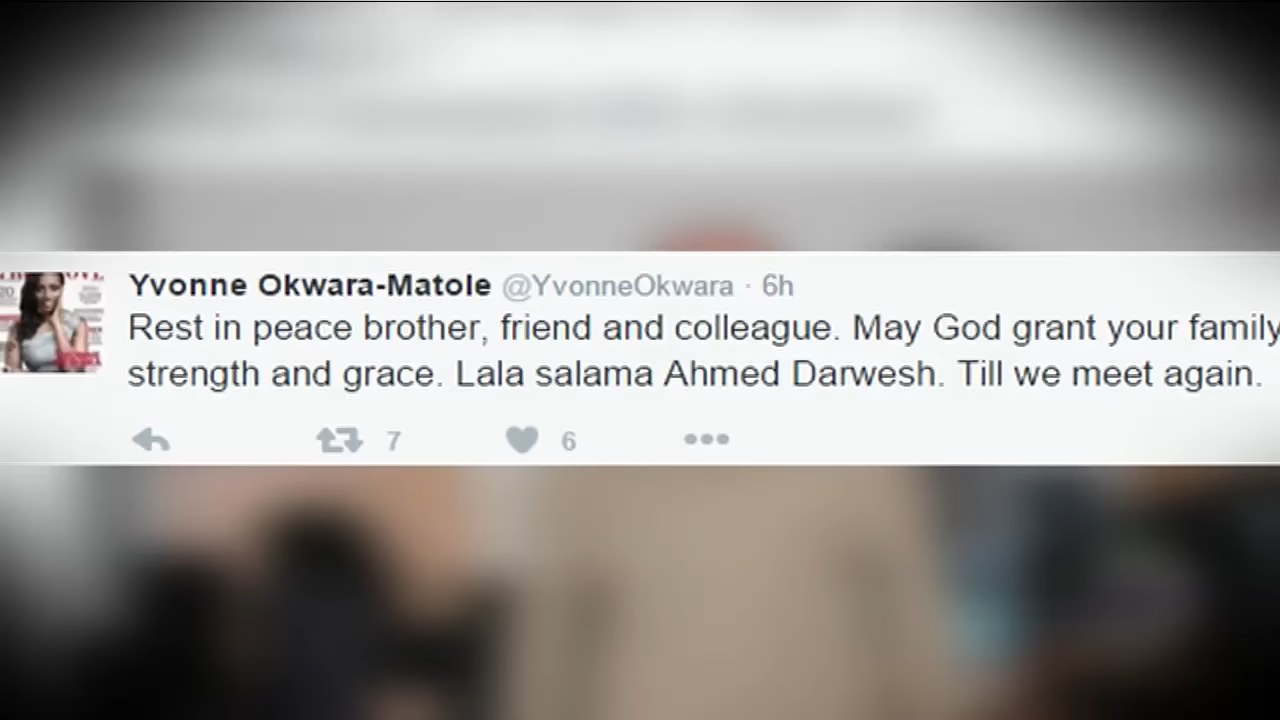 Yvonne Okwara-Matole @YvonneOkwara · 6h
Rest in peace brother, friend and colleague. May God grant your family
strength and grace. Lala salama Ahmed Darwesh. Till we meet again.
7 6